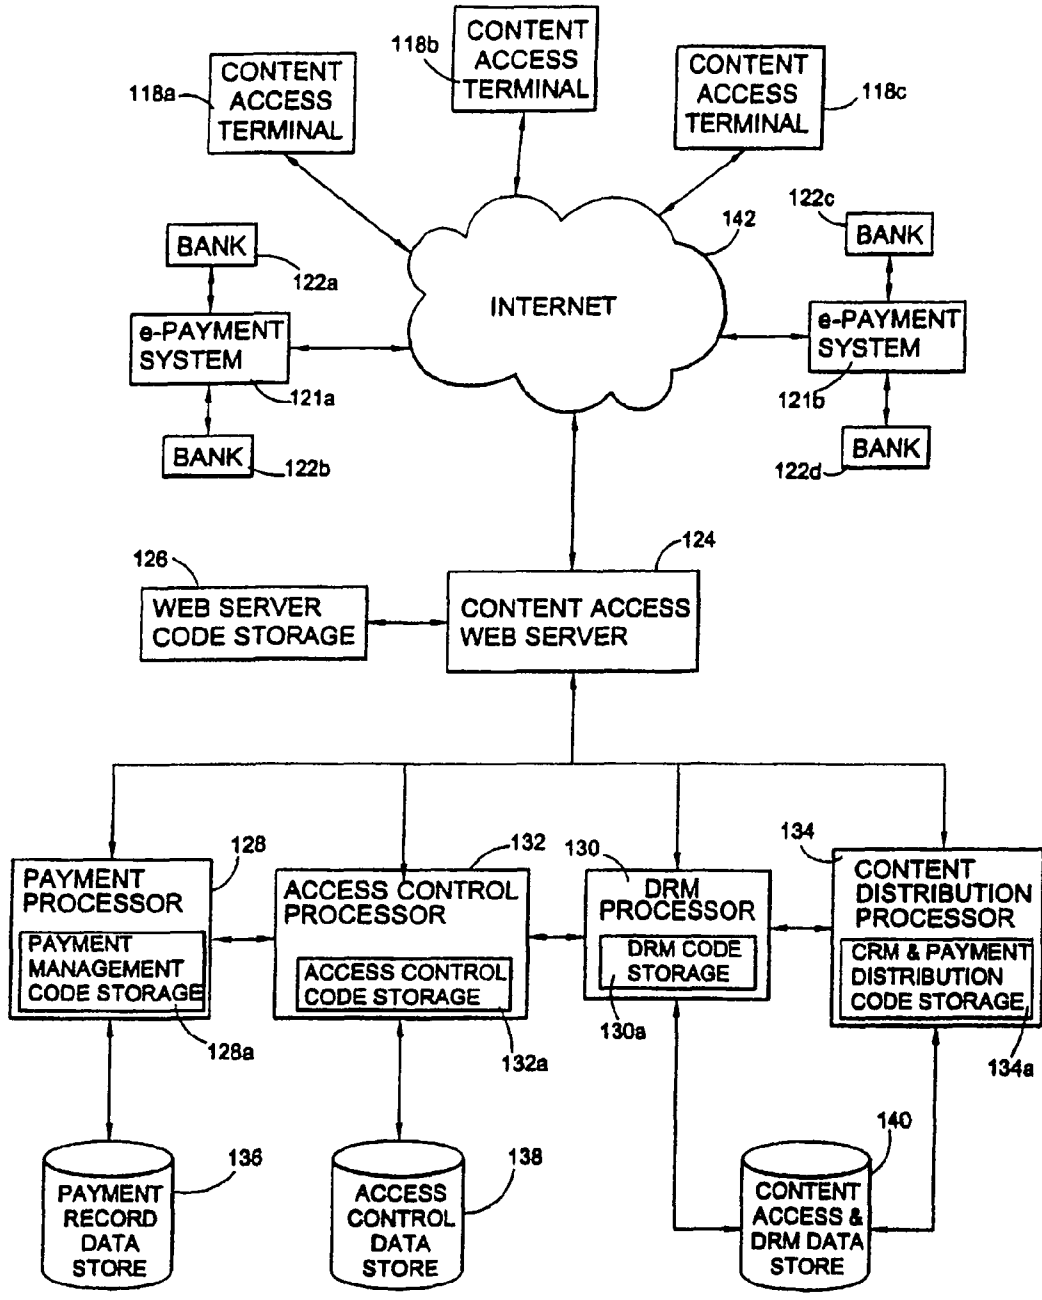 CONTENT
ACCESS
TERMINAL
118a
CONTENT
ACCESS
TERMINAL
118b
CONTENT
ACCESS
TERMINAL
118c
INTERNET
142
BANK
122a
e-PAYMENT
SYSTEM
121a
BANK
122b
122c
BANK
e-PAYMENT
SYSTEM
121b
BANK
122d
126
WEB SERVER
CODE STORAGE
124
CONTENT ACCESS
WEB SERVER
128
PAYMENT
PROCESSOR
PAYMENT
MANAGEMENT
CODE STORAGE
128a
132
ACCESS CONTROL
PROCESSOR
ACCESS CONTROL
CODE STORAGE
132a
130
DRM
PROCESSOR
DRM CODE
STORAGE
130a
134
CONTENT
DISTRIBUTION
PROCESSOR
CRM & PAYMENT
DISTRIBUTION
CODE STORAGE
134a
136
PAYMENT
RECORD
DATA
STORE
138
ACCESS
CONTROL
DATA
STORE
140
CONTENT
ACCESS &
DRM DATA
STORE